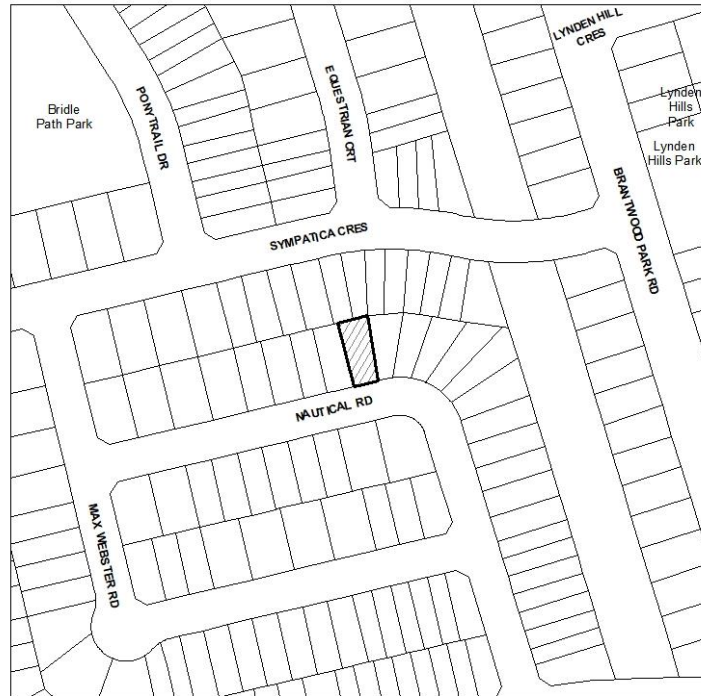 LYNDEN HILL
CRES
Bridle
Path Park
PONYTRAIL DR
EQUESTRIAN CRT
Lynden
Hills
Park
Lynden
Hills Park
BRANTWOOD PARK RD
SYMPATICA CRES
NAUTICAL RD
MAX WEBSTER RD